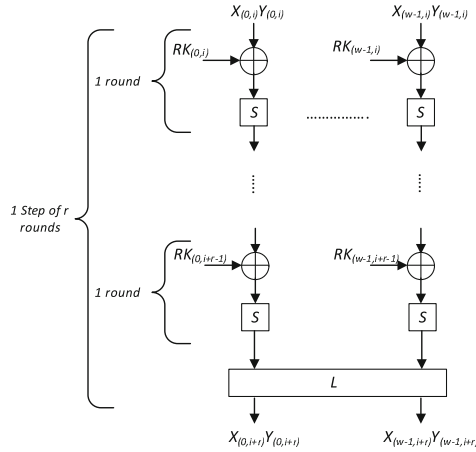 X(0,i)Y(0,i) X(w-1,i)Y(w-1,i)
RK(0,i) RK(w-1,i)
1 round
S ................. S
1 Step of r
rounds
RK(0,i+r-1) RK(w-1,i+r-1)
1 round
S S
L
X(0,i+r)Y(0,i+r) X(w-1,i+r)Y(w-1,i+r)